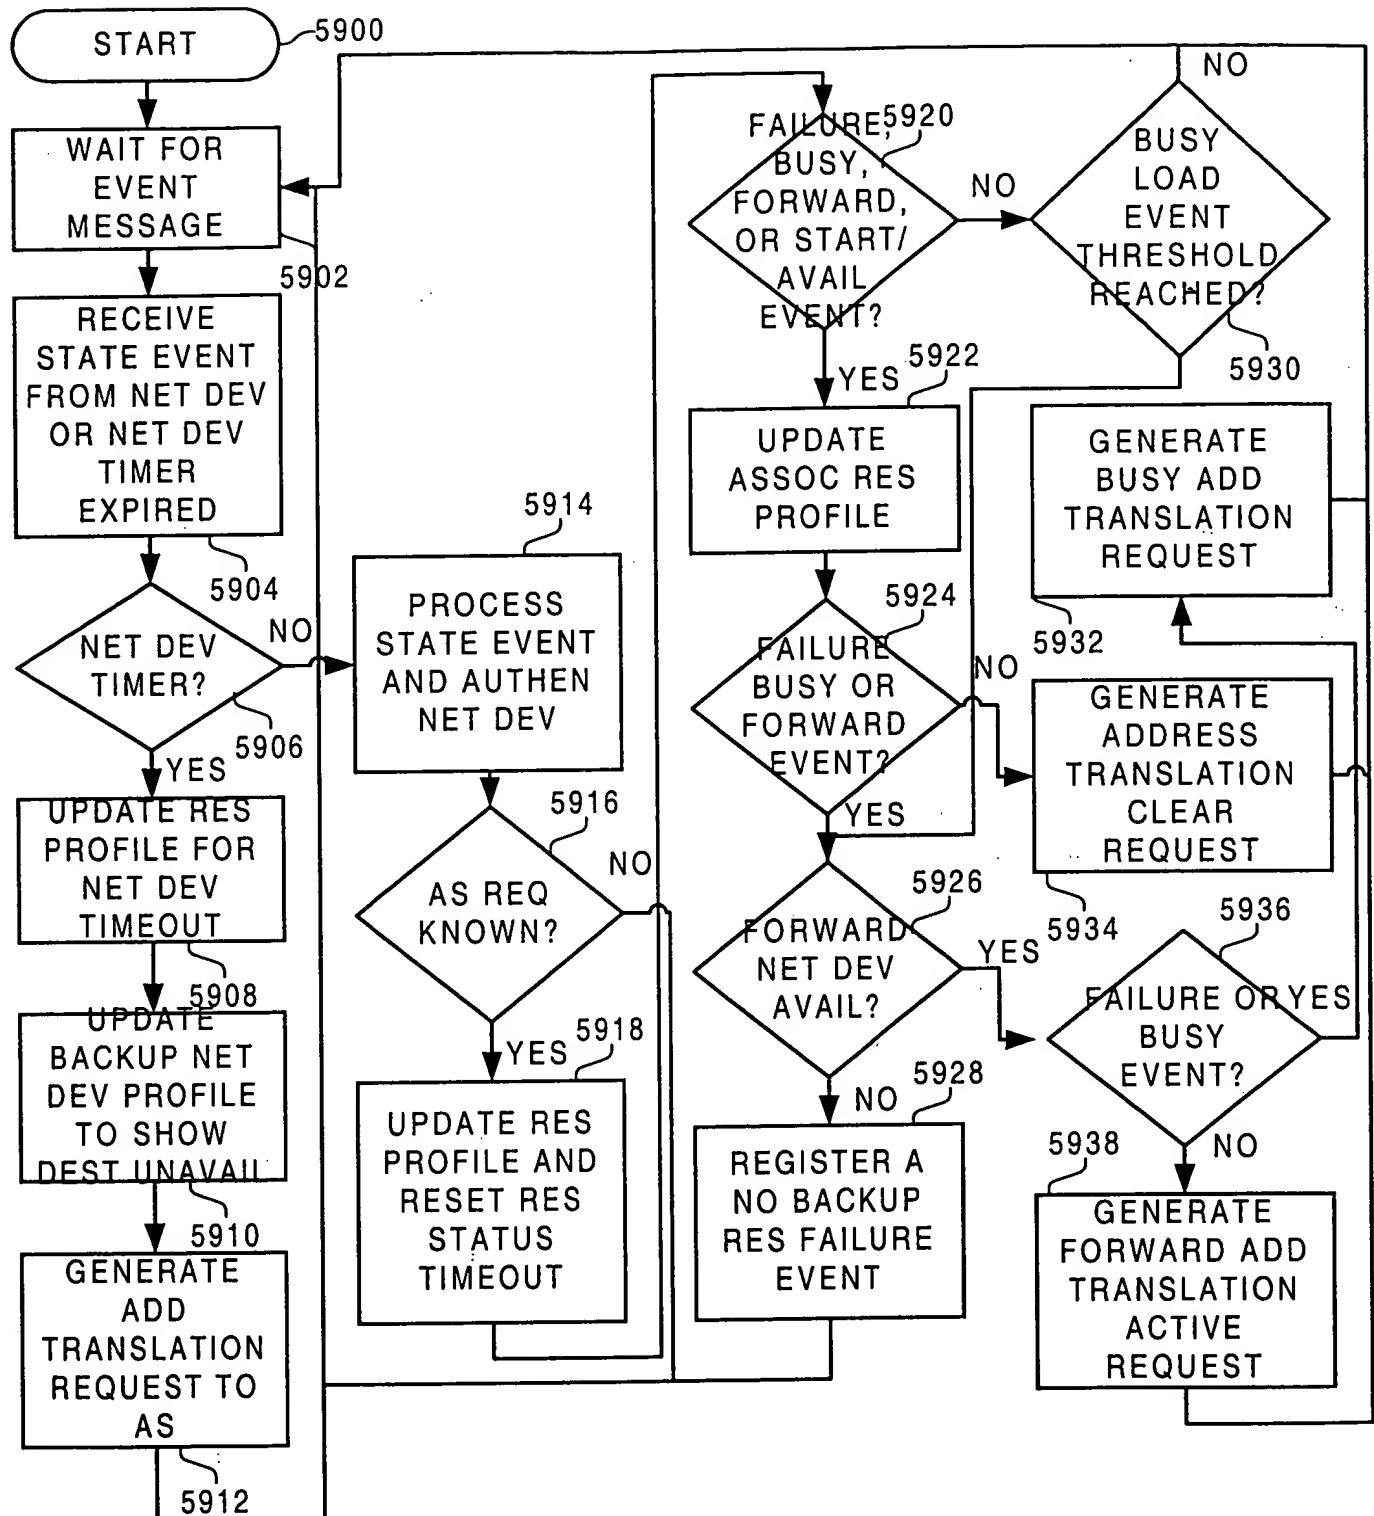 START
5900
WAIT FOR
EVENT
MESSAGE
5902
RECEIVE
STATE EVENT
FROM NET DEV
OR NET DEV
TIMER
EXPIRED
5904
NET DEV
TIMER?
NO
5906
YES
UPDATE RES
PROFILE FOR
NET DEV
TIMEOUT
5908
UPDATE
BACKUP NET
DEV PROFILE
TO SHOW
DEST UNAVAIL
5910
GENERATE
ADD
TRANSLATION
REQUEST TO
AS
5912
5914
PROCESS
STATE EVENT
AND AUTHEN
NET DEV
5916
AS REQ
KNOWN?
NO
YES
5918
UPDATE RES
PROFILE AND
RESET RES
STATUS
TIMEOUT
5920
FAILURE,
BUSY,
FORWARD,
OR START/
AVAIL
EVENT?
NO
YES
5922
UPDATE
ASSOC RES
PROFILE
5924
FAILURE
BUSY OR
FORWARD
EVENT?
NO
YES
5926
FORWARD
NET DEV
AVAIL?
YES
NO
5928
REGISTER A
NO BACKUP
RES FAILURE
EVENT
NO
BUSY
LOAD
EVENT
THRESHOLD
REACHED?
5930
GENERATE
BUSY ADD
TRANSLATION
REQUEST
5932
GENERATE
ADDRESS
TRANSLATION
CLEAR
REQUEST
5934
5936
FAILURE OR
BUSY
EVENT?
YES
NO
5938
GENERATE
FORWARD ADD
TRANSLATION
ACTIVE
REQUEST